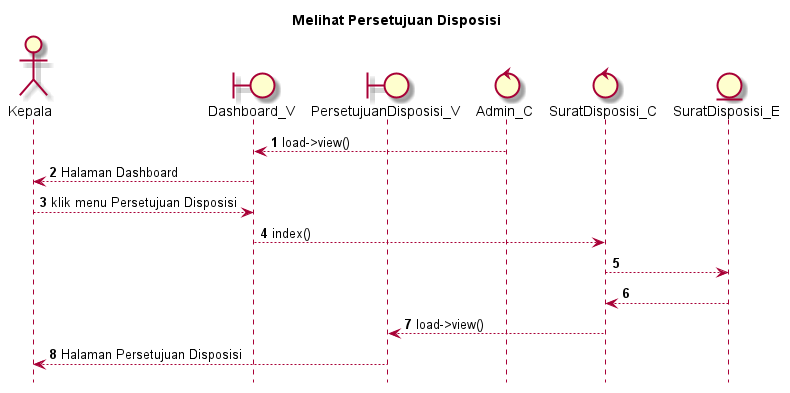 Melihat Persetujuan Disposisi
Kepala
Dashboard_V
PersetujuanDisposisi_V
Admin_C
SuratDisposisi_C
SuratDisposisi_E
1 load->view()
2 Halaman Dashboard
3 klik menu Persetujuan Disposisi
4 index()
5
6
7 load->view()
8 Halaman Persetujuan Disposisi